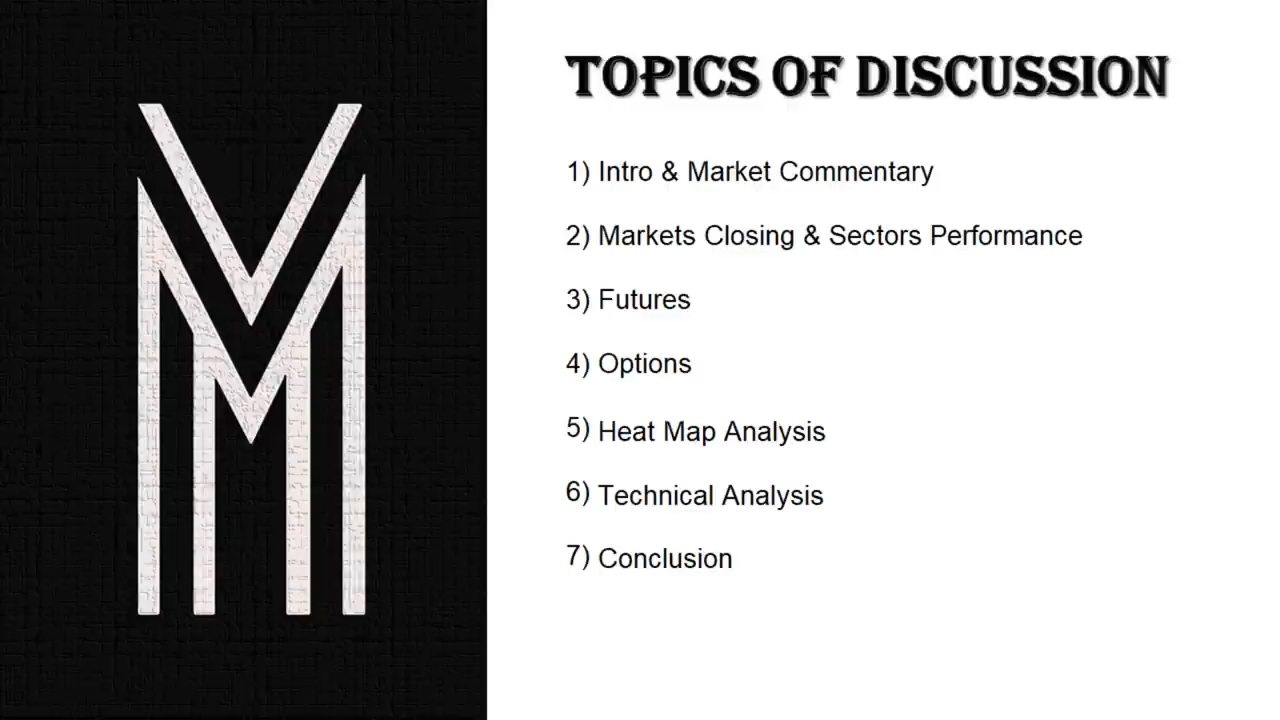 TOPICS OF DISCUSSION
1) Intro & Market Commentary
2) Markets Closing & Sectors Performance
3) Futures
4) Options
5) Heat Map Analysis
6) Technical Analysis
7) Conclusion